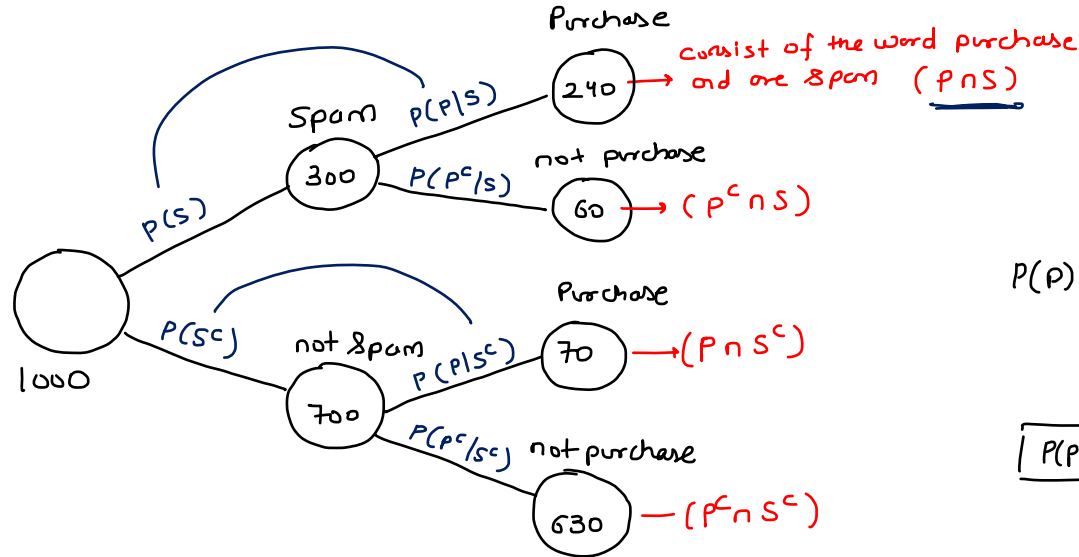 Purchase
240
consist of the word purchase
and are spam (P∩S)
P(P|S)
Spam
300
P(P^c/S)
not purchase
60
(P^c∩S)
P(S)
1000
P(S^c)
not spam
700
P(P|S^c)
Purchase
70
(P∩S^c)
P(P^c/S^c)
not purchase
630
(P^c∩S^c)
P(P)
P(P